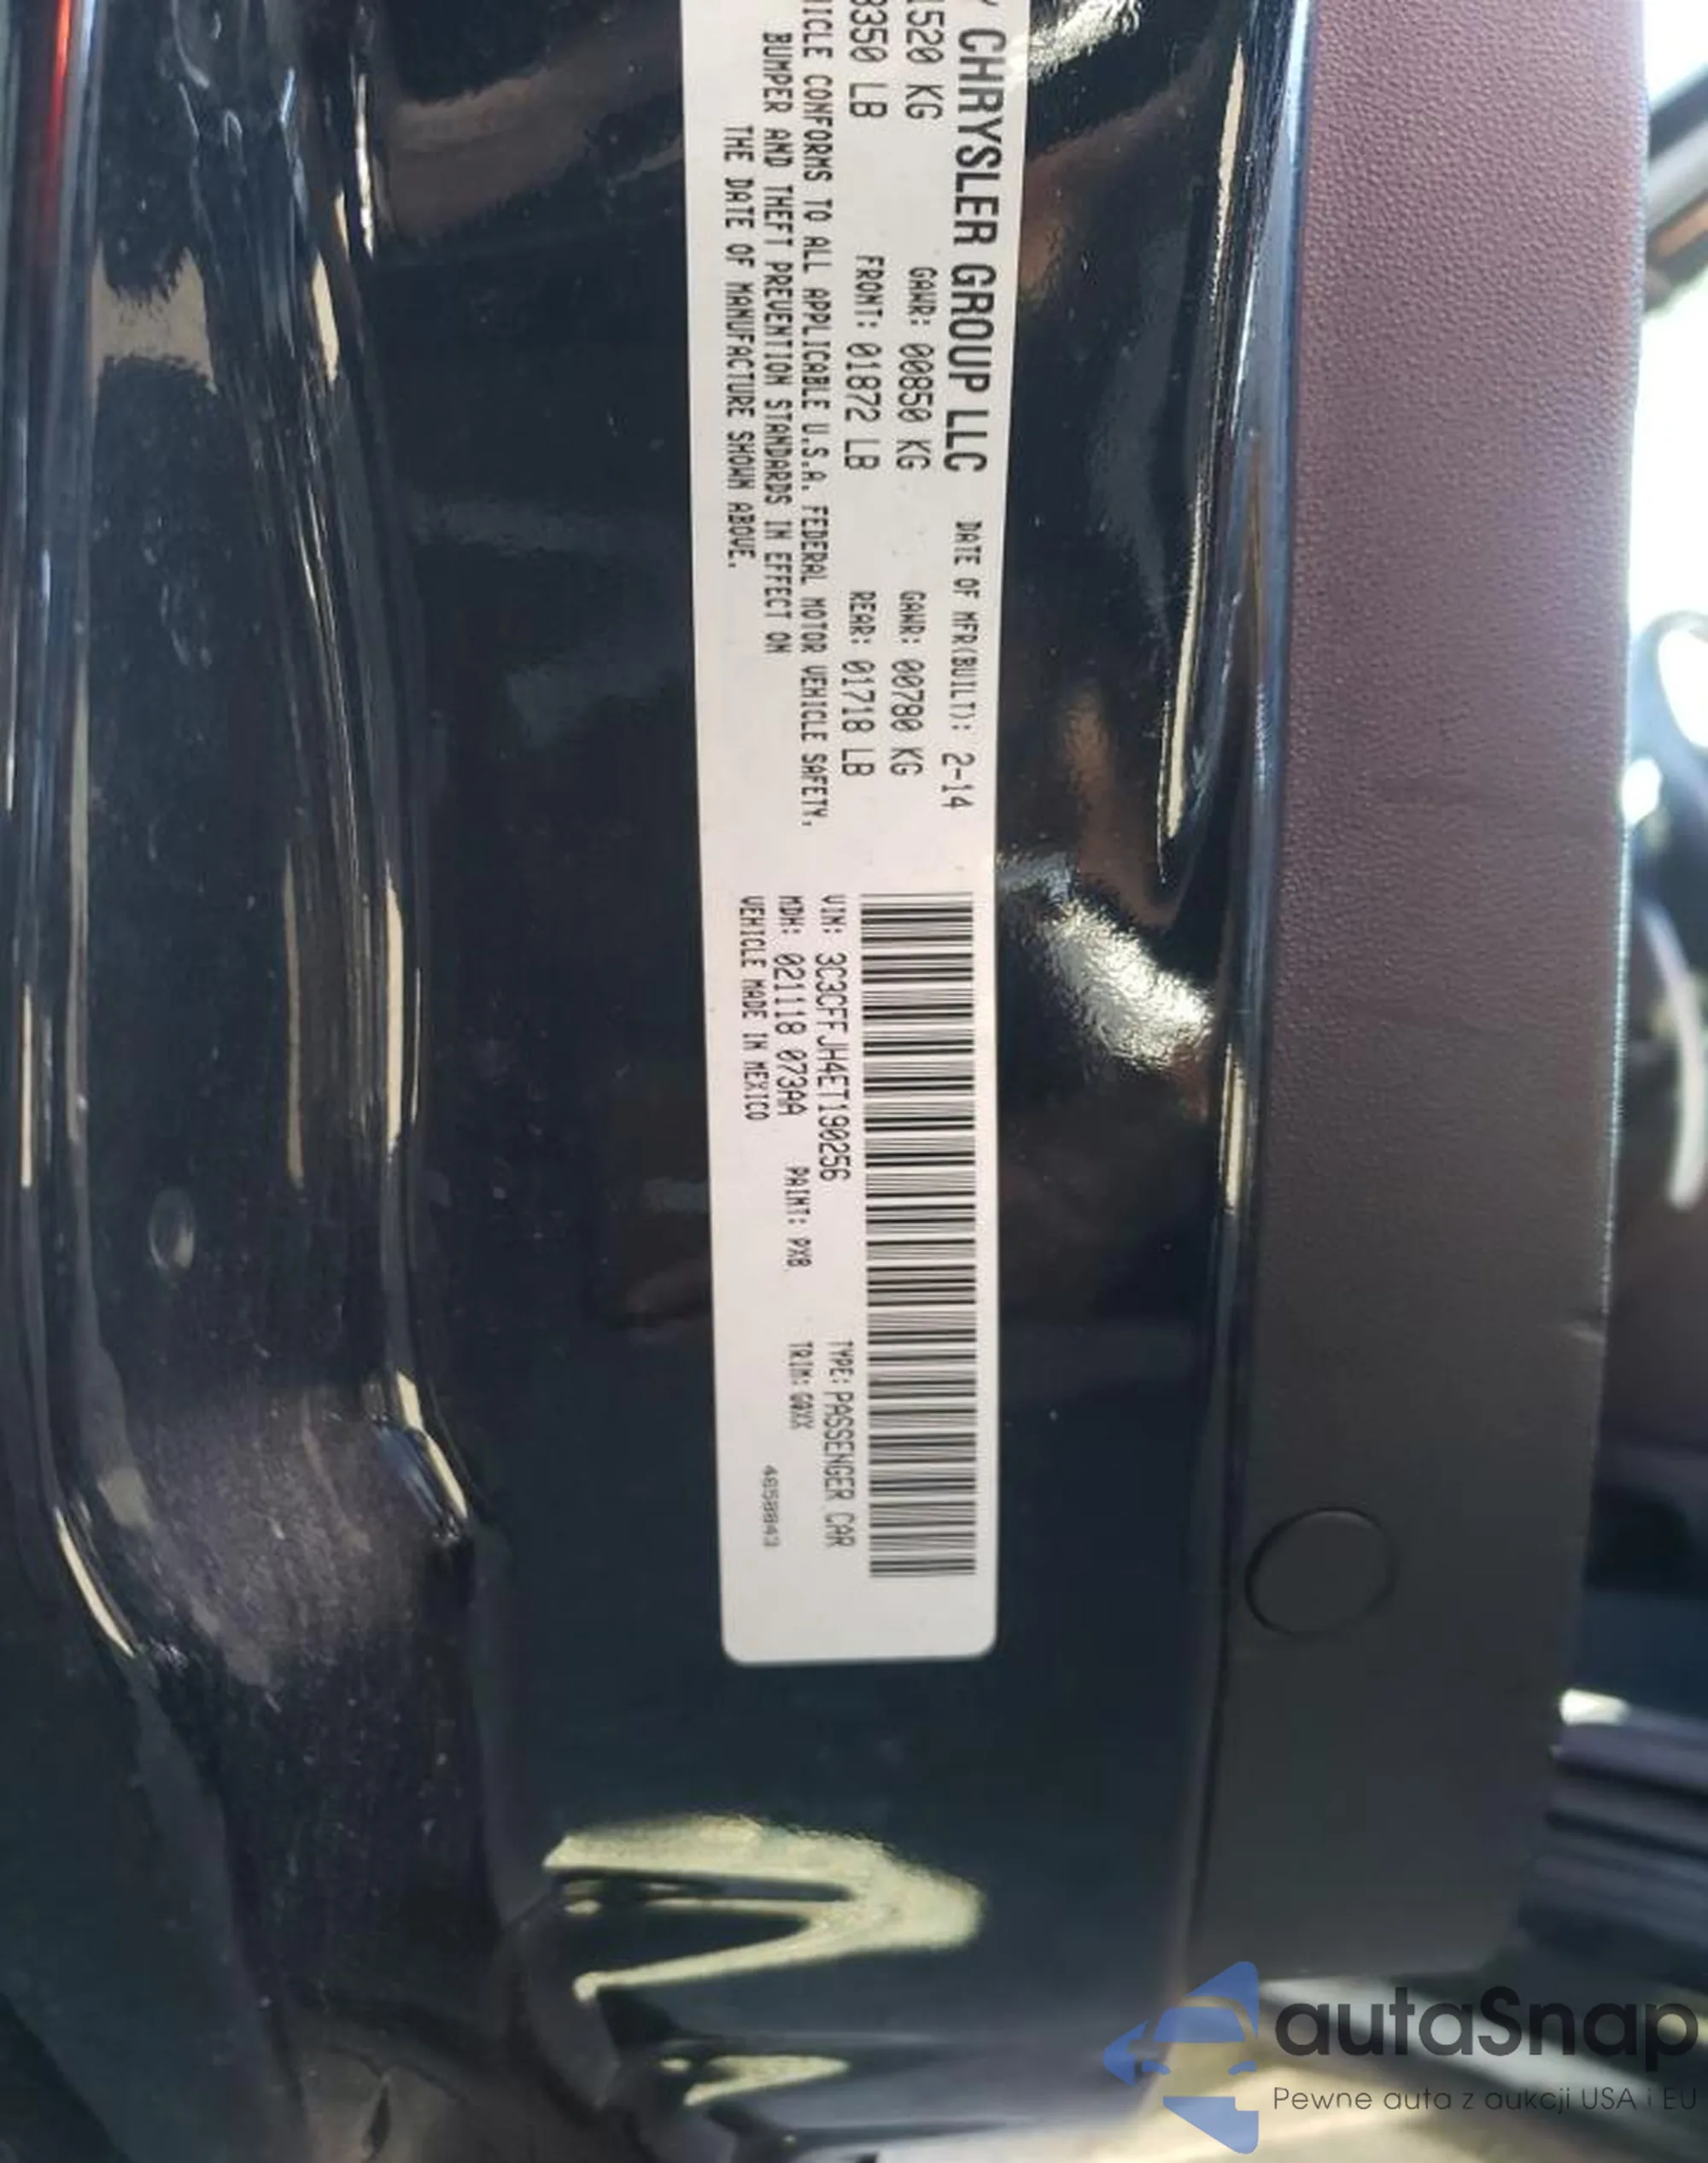 Y CHRYSLER GROUP LLC DATE OF MFR(BUILT): 2-14
1520 KG GAWR: 00850 KG GAWR: 00780 KG
3350 LB FRONT: 01872 LB REAR: 01718 LB
ICLE CONFORMS TO ALL APPLICABLE U.S.A. FEDERAL MOTOR VEHICLE SAFETY,
BUMPER AND THEFT PREVENTION STANDARDS IN EFFECT ON
THE DATE OF MANUFACTURE SHOWN ABOVE.
VIN: 3C3CFFJH4ET190256 TYPE: PASSENGER CAR
MDH: 021118 073AA PAINT: PXB TRIM: GQXX
VEHICLE MADE IN MEXICO
autaSnap
Pewne auta z aukcji USA i EU